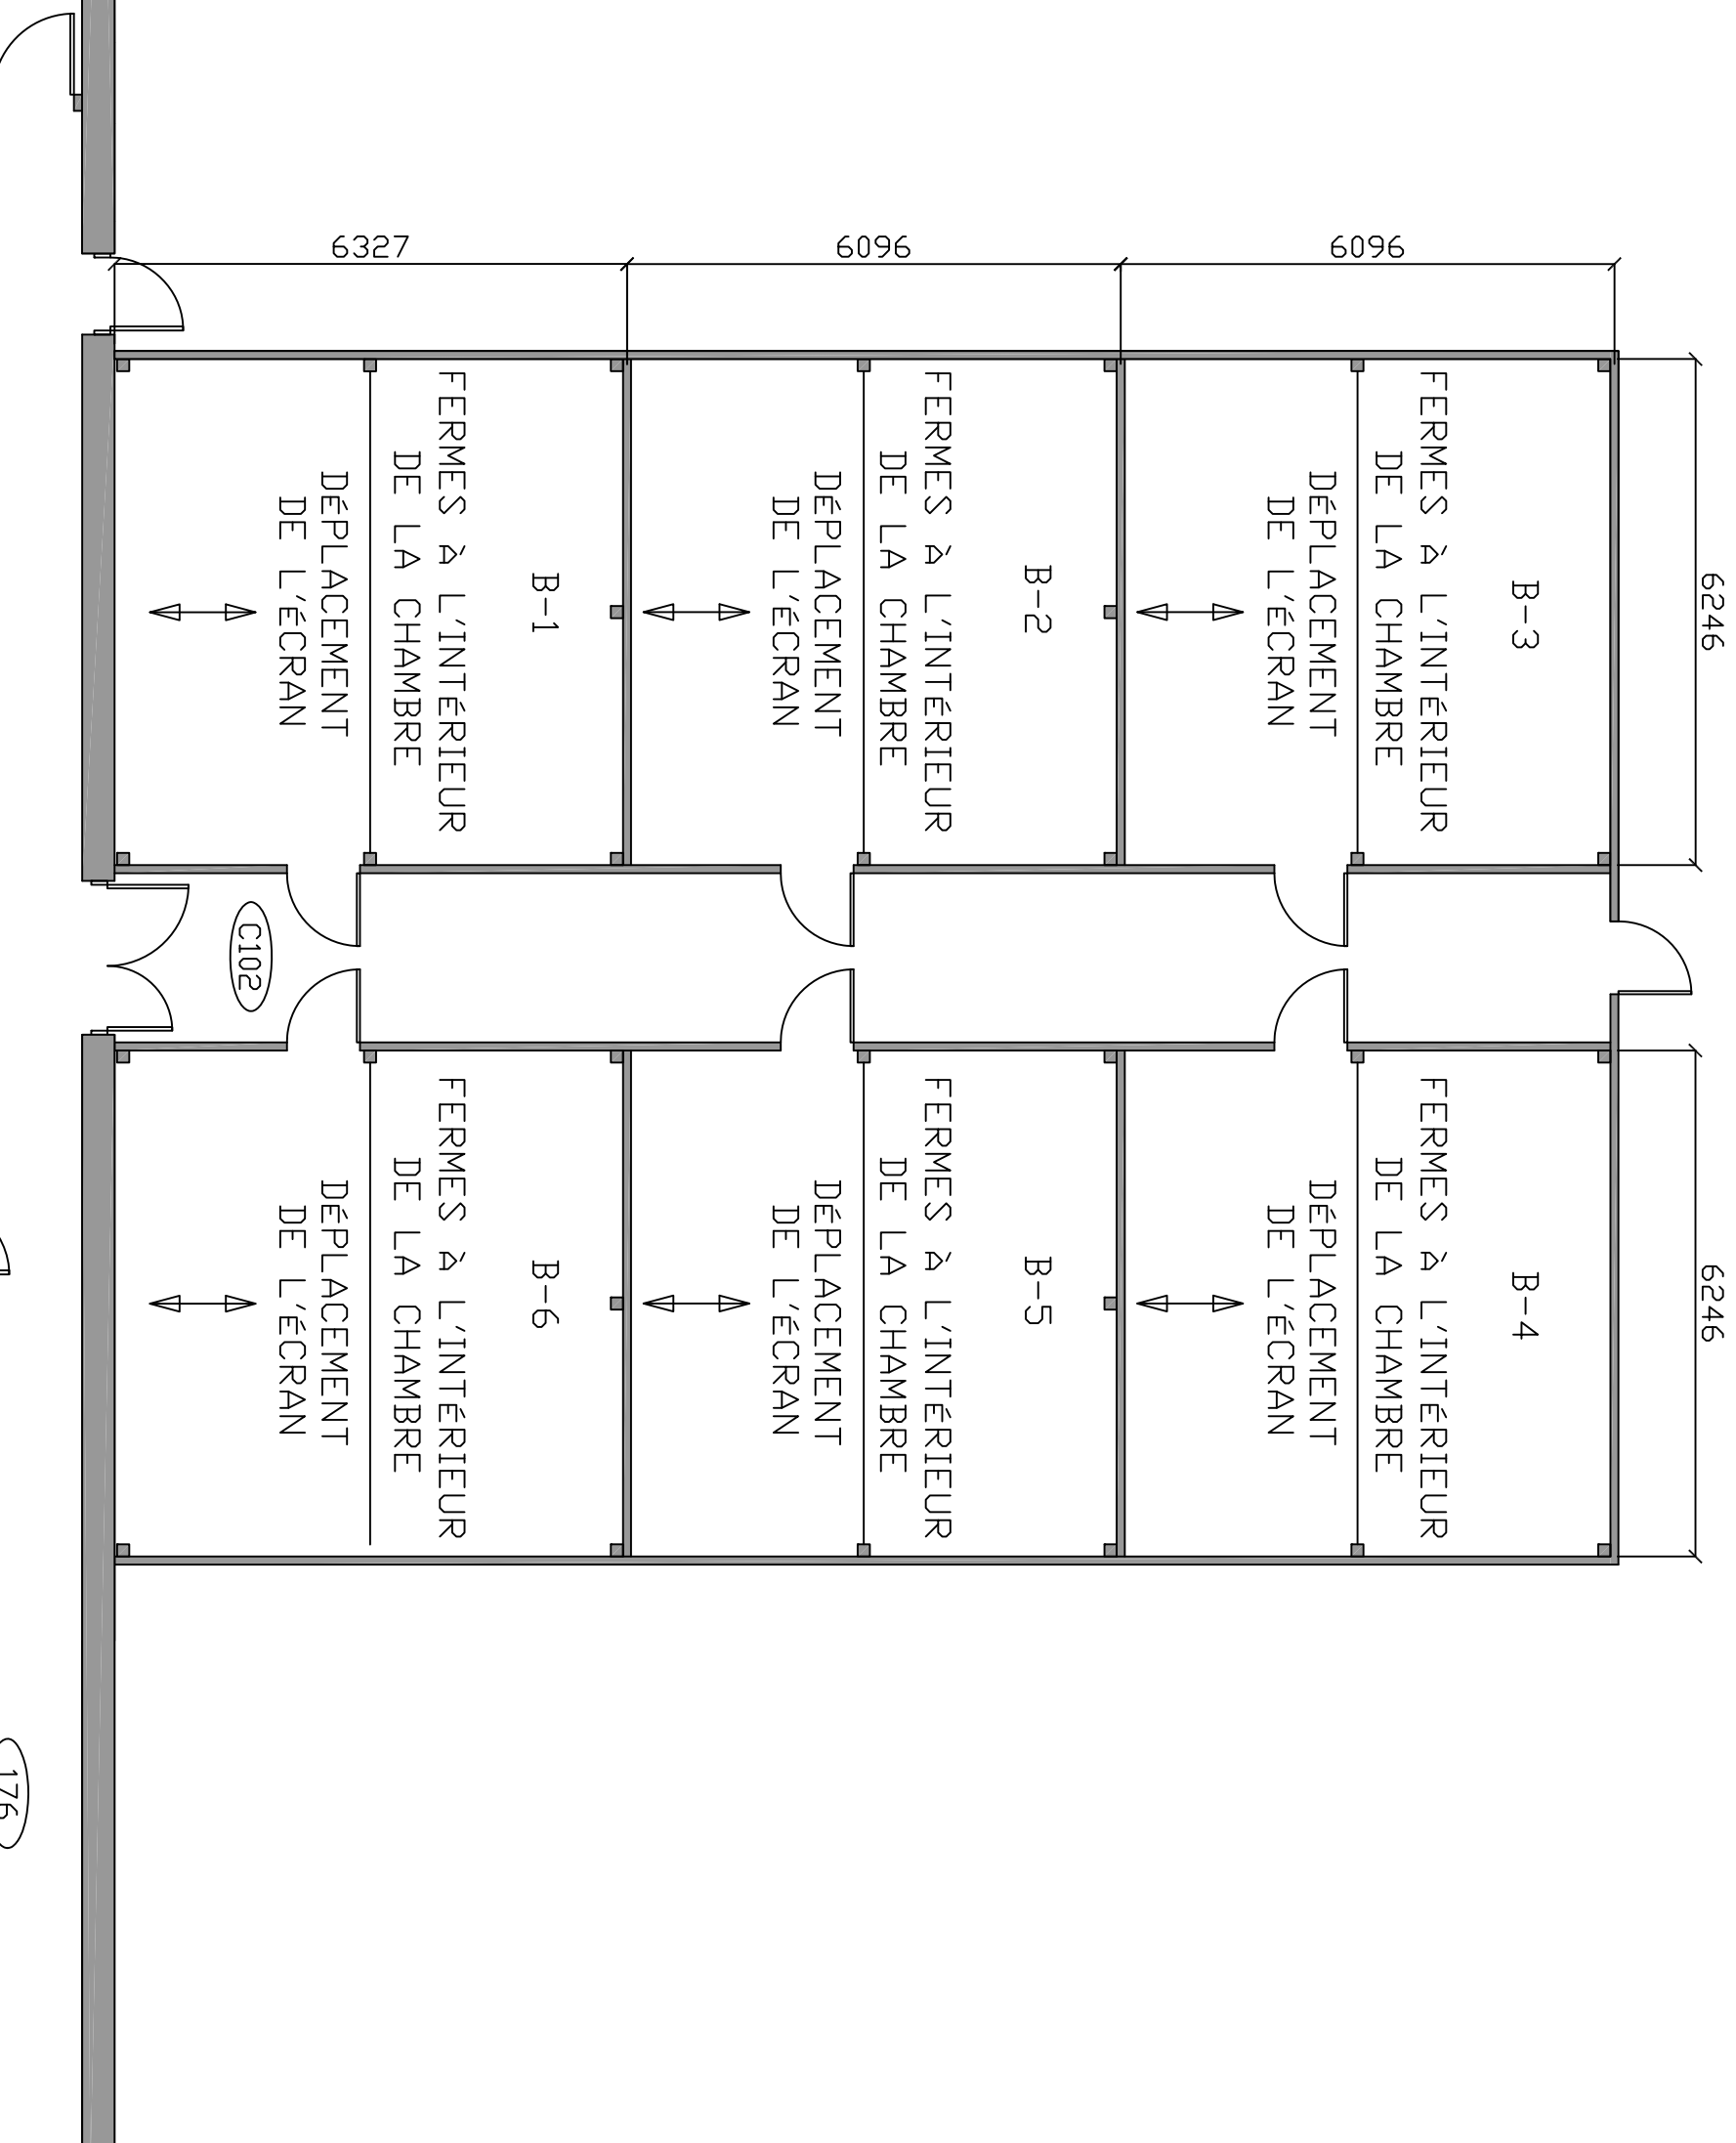 6327
6096
6096
6246
6246
B-3
FERMES À L'INTÉRIEUR
DE LA CHAMBRE
DÉPLACEMENT
DE L'ÉCRAN
B-2
FERMES À L'INTÉRIEUR
DE LA CHAMBRE
DÉPLACEMENT
DE L'ÉCRAN
B-1
FERMES À L'INTÉRIEUR
DE LA CHAMBRE
DÉPLACEMENT
DE L'ÉCRAN
C102
B-4
FERMES À L'INTÉRIEUR
DE LA CHAMBRE
DÉPLACEMENT
DE L'ÉCRAN
B-5
FERMES À L'INTÉRIEUR
DE LA CHAMBRE
DÉPLACEMENT
DE L'ÉCRAN
B-6
FERMES À L'INTÉRIEUR
DE LA CHAMBRE
DÉPLACEMENT
DE L'ÉCRAN
176